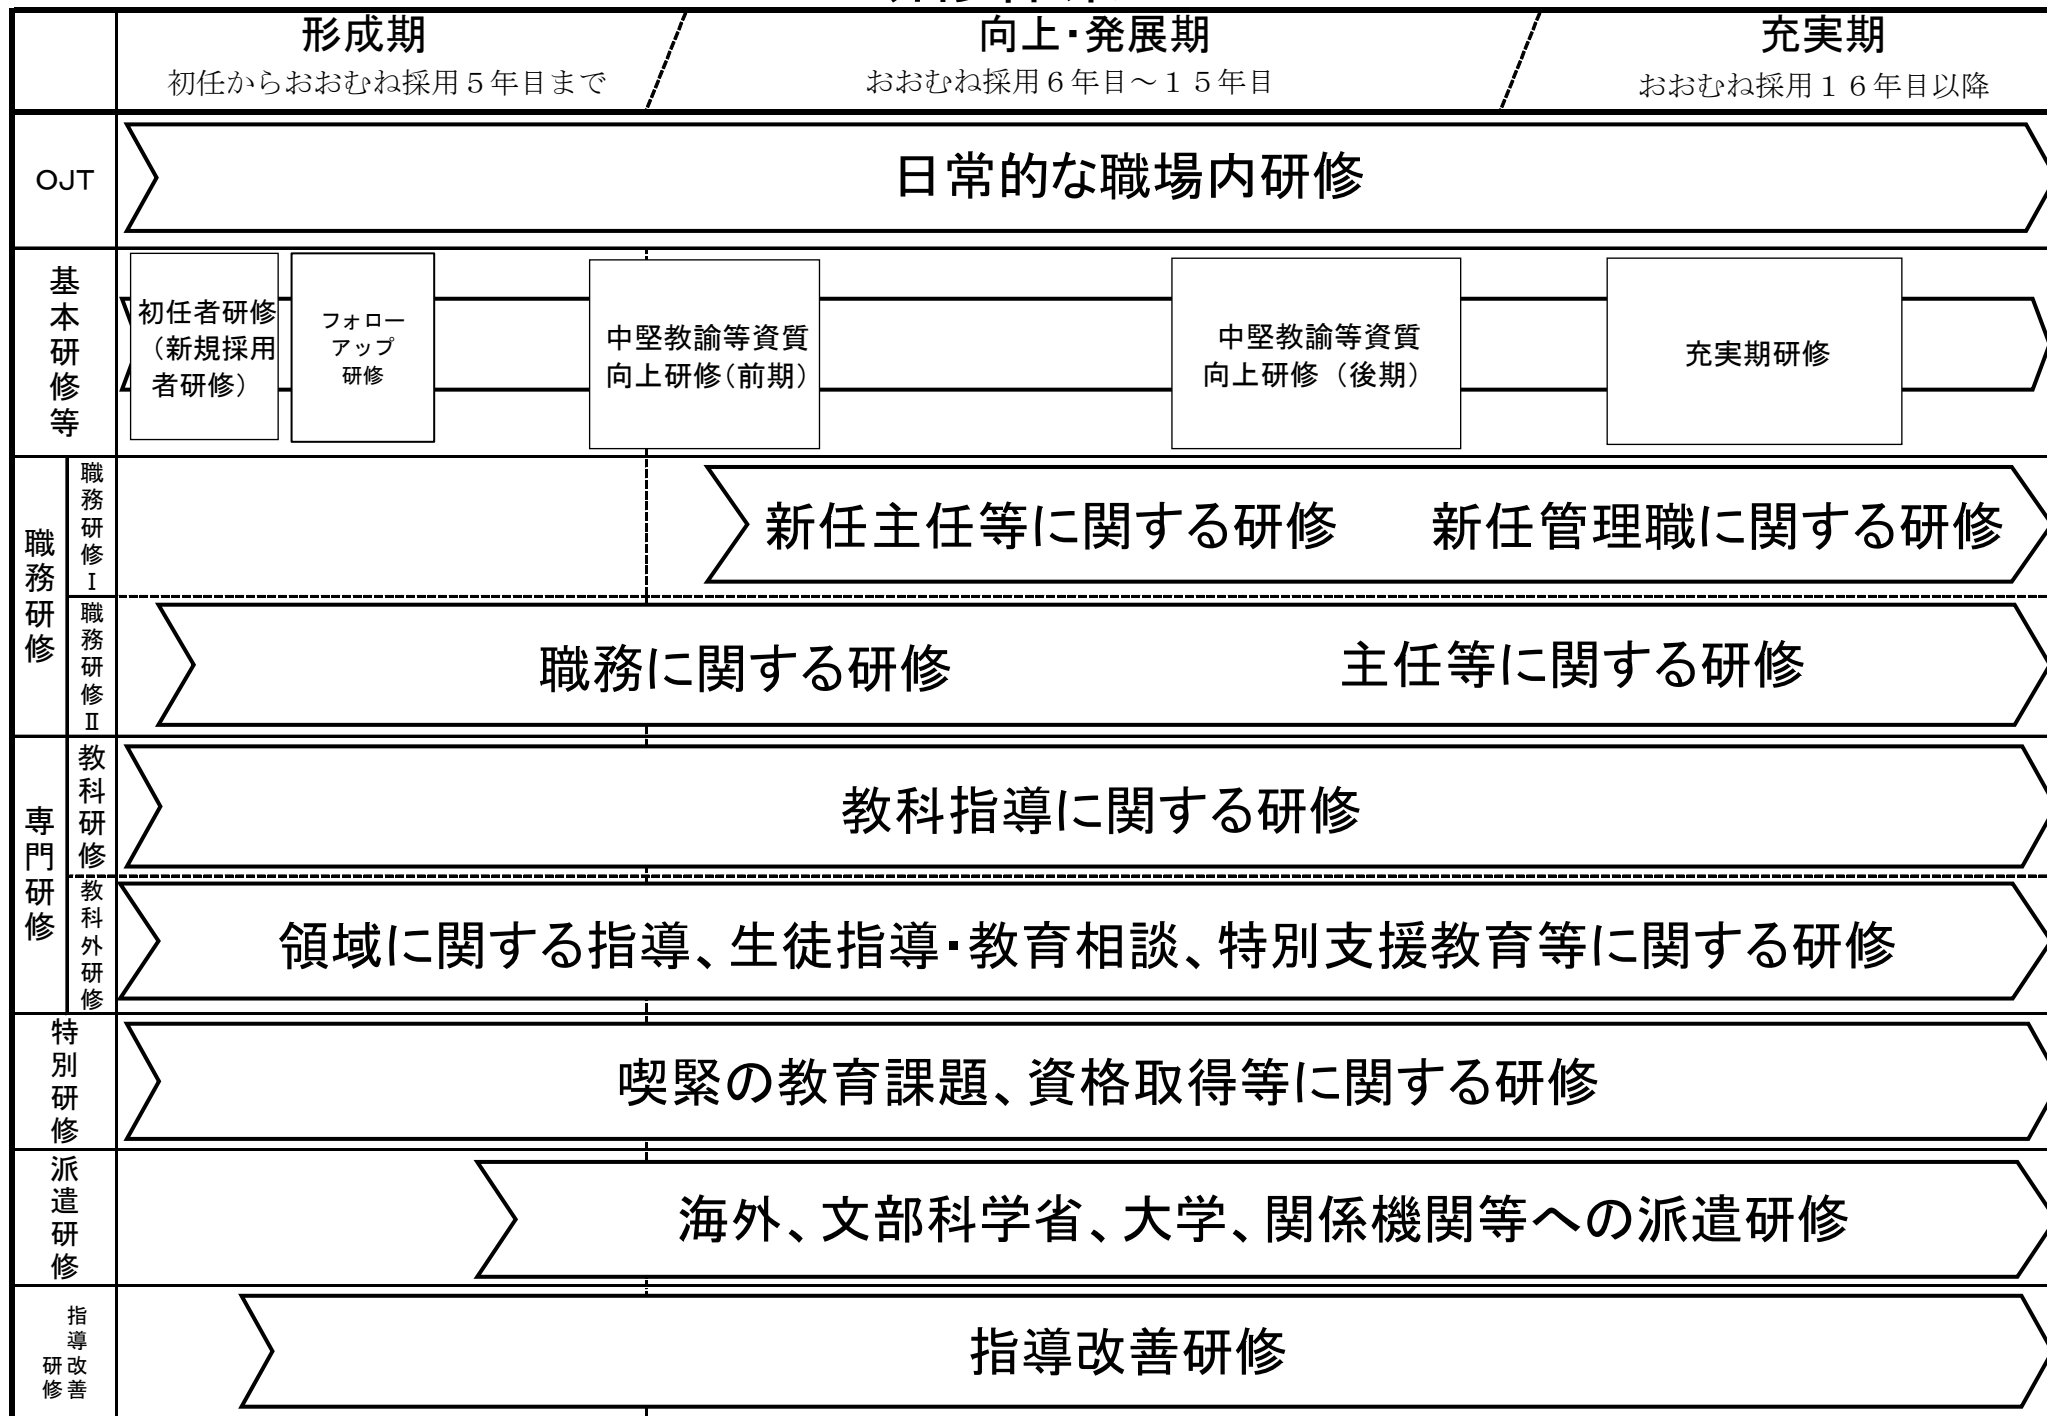 形成期
初任からおおむね採用５年目まで
向上・発展期
おおむね採用６年目～１５年目
充実期
おおむね採用１６年目以降
OJT
日常的な職場内研修
基本研修等
初任者研修
（新規採用
者研修）
フォロー
アップ
研修
中堅教諭等資質
向上研修（前期）
中堅教諭等資質
向上研修（後期）
充実期研修
職務研修
職務研修Ⅰ
新任主任等に関する研修
新任管理職に関する研修
職務研修Ⅱ
職務に関する研修
主任等に関する研修
専門研修
教科研修
教科指導に関する研修
教科外研修
領域に関する指導、生徒指導・教育相談、特別支援教育等に関する研修
特別研修
喫緊の教育課題、資格取得等に関する研修
派遣研修
海外、文部科学省、大学、関係機関等への派遣研修
指導改善
研修
指導改善研修